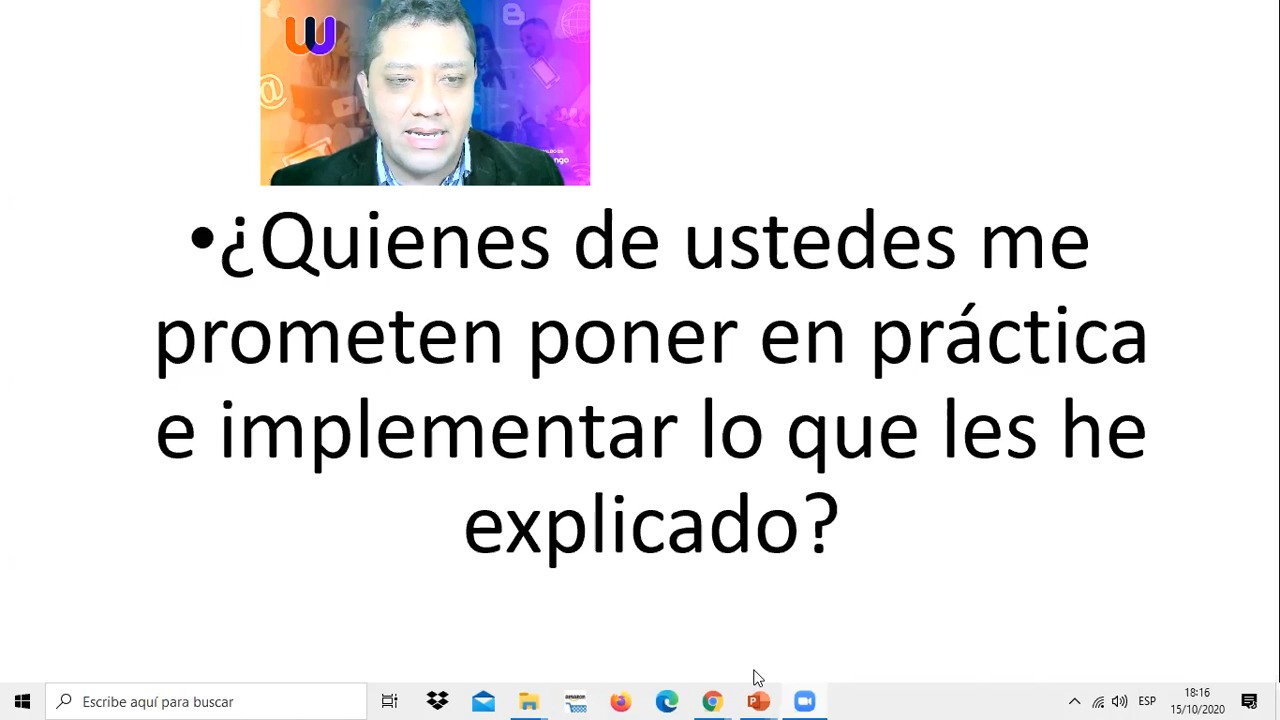 •¿Quienes de ustedes me
prometen poner en práctica
e implementar lo que les he
explicado?
Escribe aquí para buscar
ESP
18:16
15/10/2020